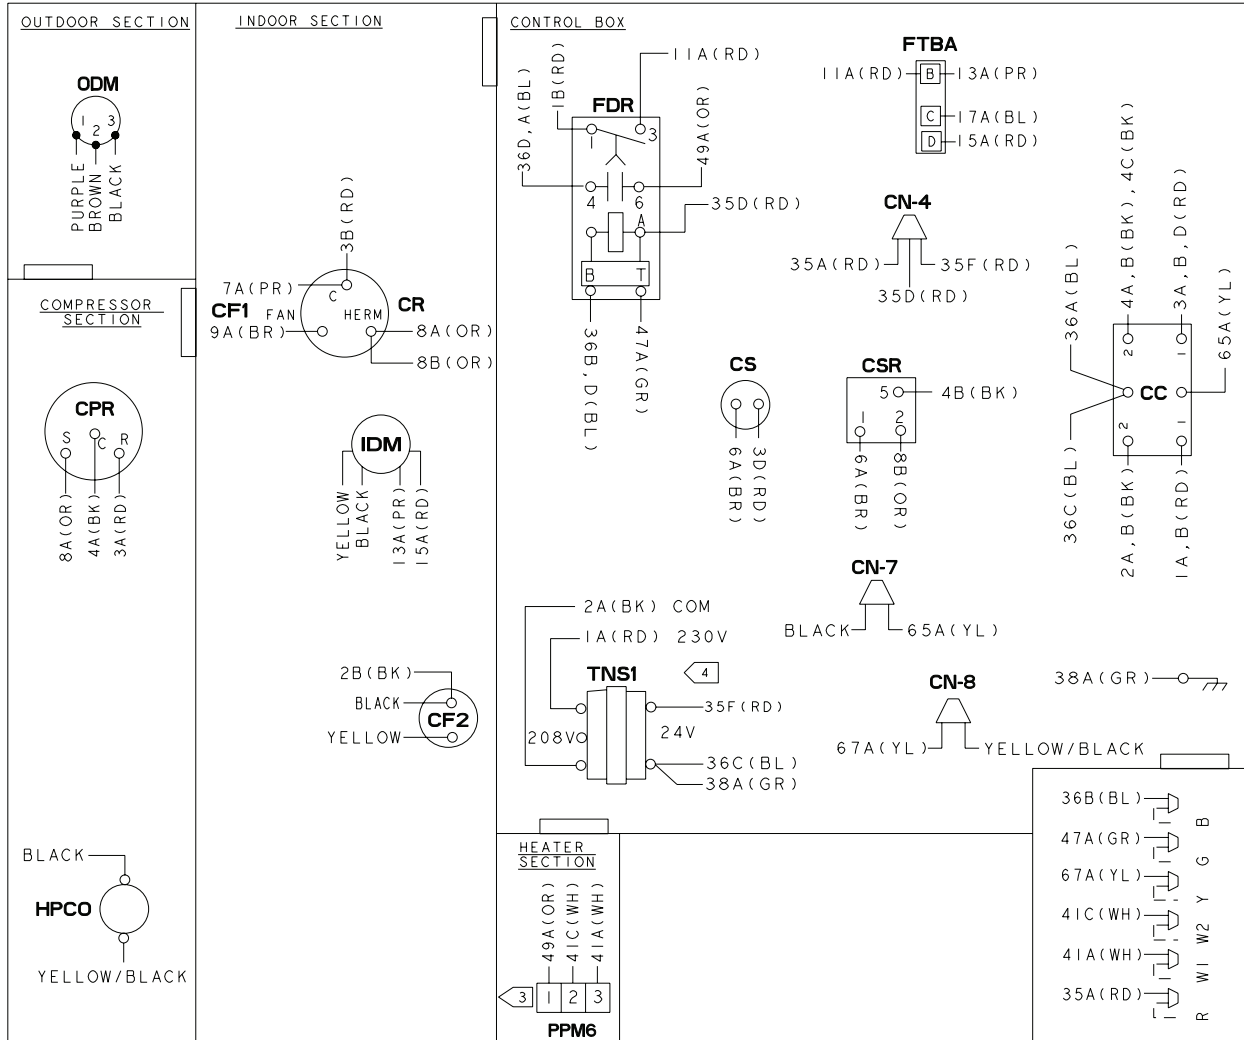 OUTDOOR SECTION
ODM
1 2 3
PURPLE
BROWN
BLACK
COMPRESSOR
SECTION
CPR
S C R
8A(OR)
4A(BK)
3A(RD)
BLACK
HPCO
YELLOW/BLACK
INDOOR SECTION
3B(RD)
7A(PR)
C
CF1 FAN HERM CR
9A(BR)
8A(OR)
8B(OR)
IDM
YELLOW
BLACK
13A(PR)
15A(RD)
2B(BK)
BLACK
CF2
YELLOW
CONTROL BOX
36D,A(BL)
1B(RD)
11A(RD)
FDR
49A(OR)
1 3
4 6
A
35D(RD)
B T
36B,D(BL)
47A(GR)
FTBA
11A(RD) B 13A(PR)
C 17A(BL)
D 15A(RD)
CN-4
35A(RD) 35F(RD)
35D(RD)
CS
6A(BR)
3D(RD)
CSR
5 4B(BK)
1 2
6A(BR)
8B(OR)
36A(BL)
4A,B(BK),4C(BK)
3A,B,D(RD)
65A(YL)
2 1
CC
2 1
36C(BL)
2A,B(BK)
1A,B(RD)
CN-7
BLACK 65A(YL)
2A(BK) COM
1A(RD) 230V
TNS1 4
35F(RD)
208V 24V
36C(BL)
38A(GR)
CN-8
67A(YL) YELLOW/BLACK
38A(GR)
HEATER
SECTION
49A(OR)
41C(WH)
41A(WH)
3 1 2 3
PPM6
36B(BL) B
47A(GR) G
67A(YL) Y
41C(WH) W2
41A(WH) W1
35A(RD) R